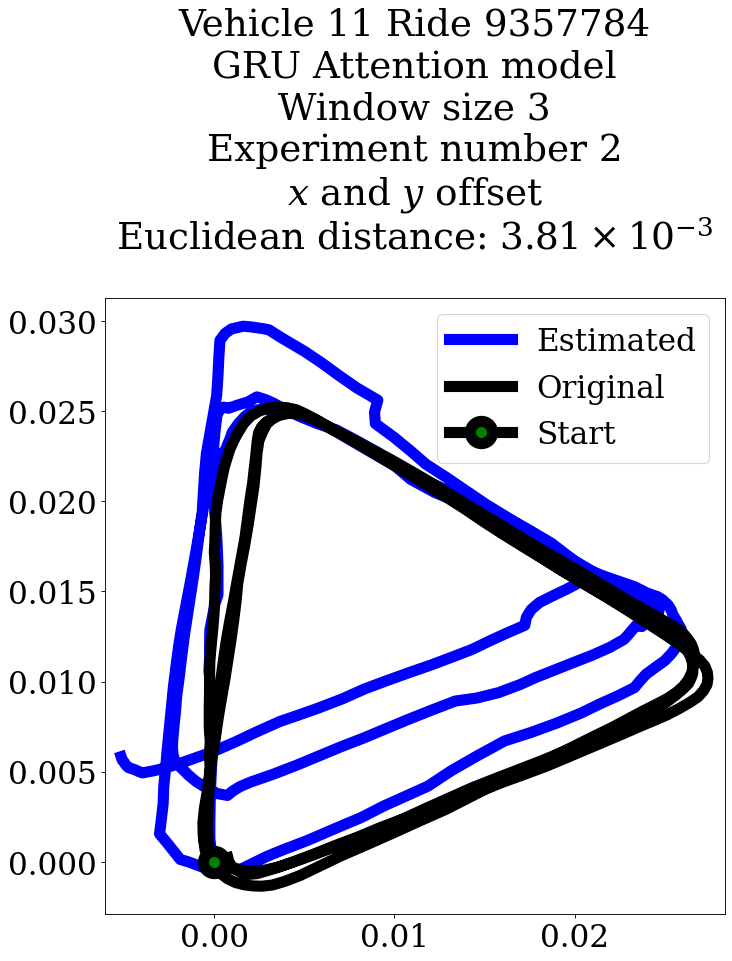 Vehicle 11 Ride 9357784
GRU Attention model
Window size 3
Experiment number 2
x and y offset
Euclidean distance: 3.81 × 10⁻³
0.030
0.025
0.020
0.015
0.010
0.005
0.000
Estimated
Original
Start
0.00 0.01 0.02